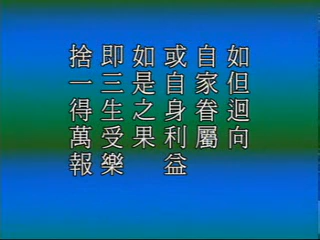 如但迴向
自家眷屬
或自身利益
如是之果
即三生受樂
捨一得萬報